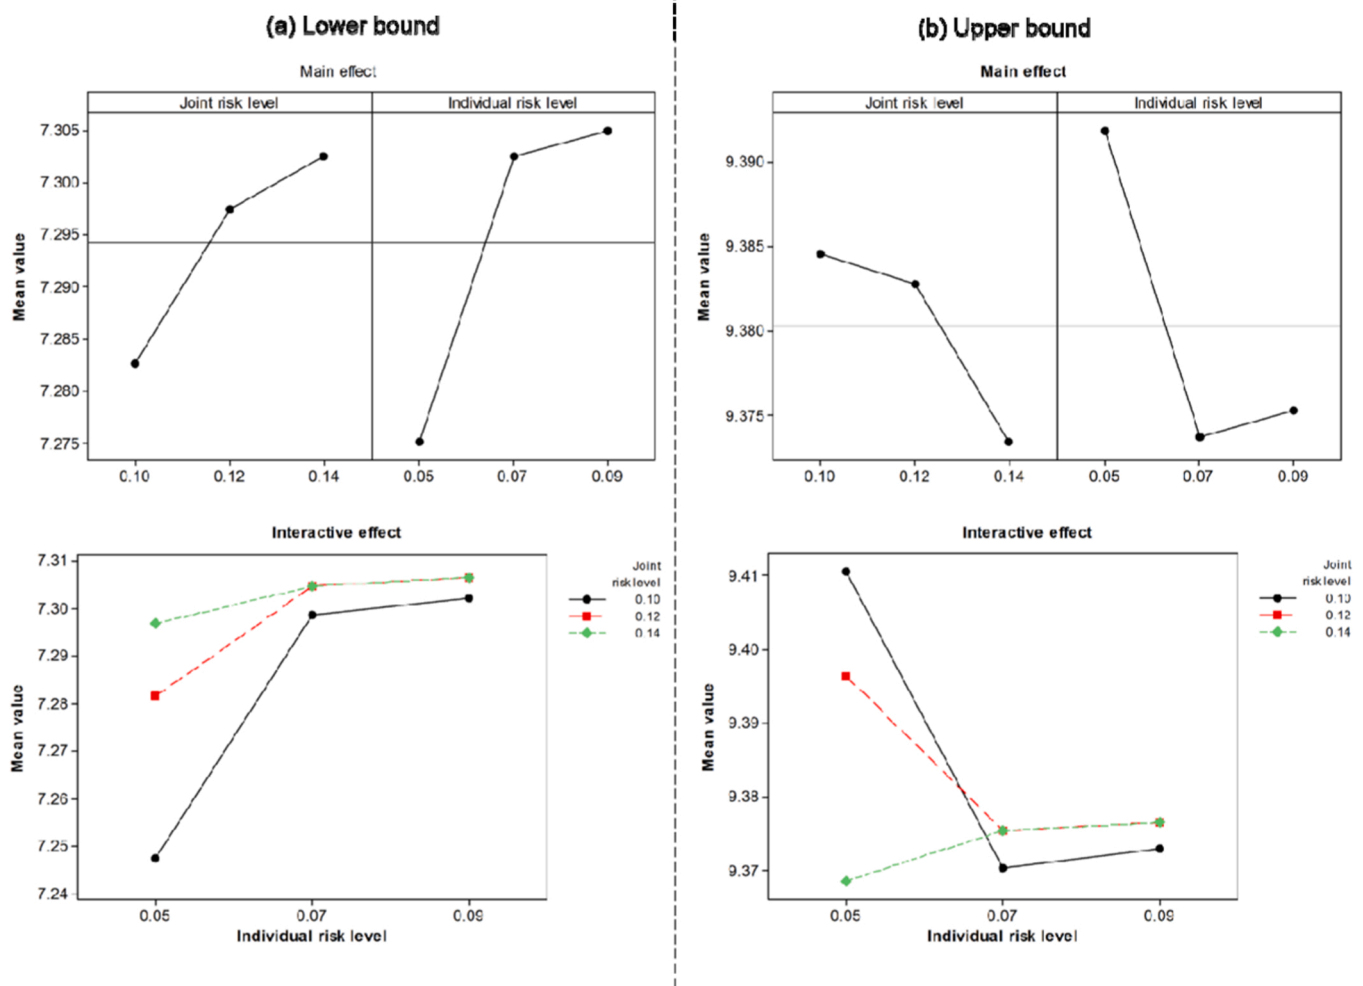 (a) Lower bound
Main effect
Joint risk level Individual risk level
Mean value
7.305
7.300
7.295
7.290
7.285
7.280
7.275
0.10 0.12 0.14 0.05 0.07 0.09
Interactive effect
Mean value
7.31
7.30
7.29
7.28
7.27
7.26
7.25
7.24
0.05 0.07 0.09
Individual risk level
Joint
risk level
0.10
0.12
0.14
(b) Upper bound
Main effect
Joint risk level Individual risk level
Mean value
9.390
9.385
9.380
9.375
0.10 0.12 0.14 0.05 0.07 0.09
Interactive effect
Mean value
9.41
9.40
9.39
9.38
9.37
0.05 0.07 0.09
Individual risk level
Joint
risk level
0.10
0.12
0.14